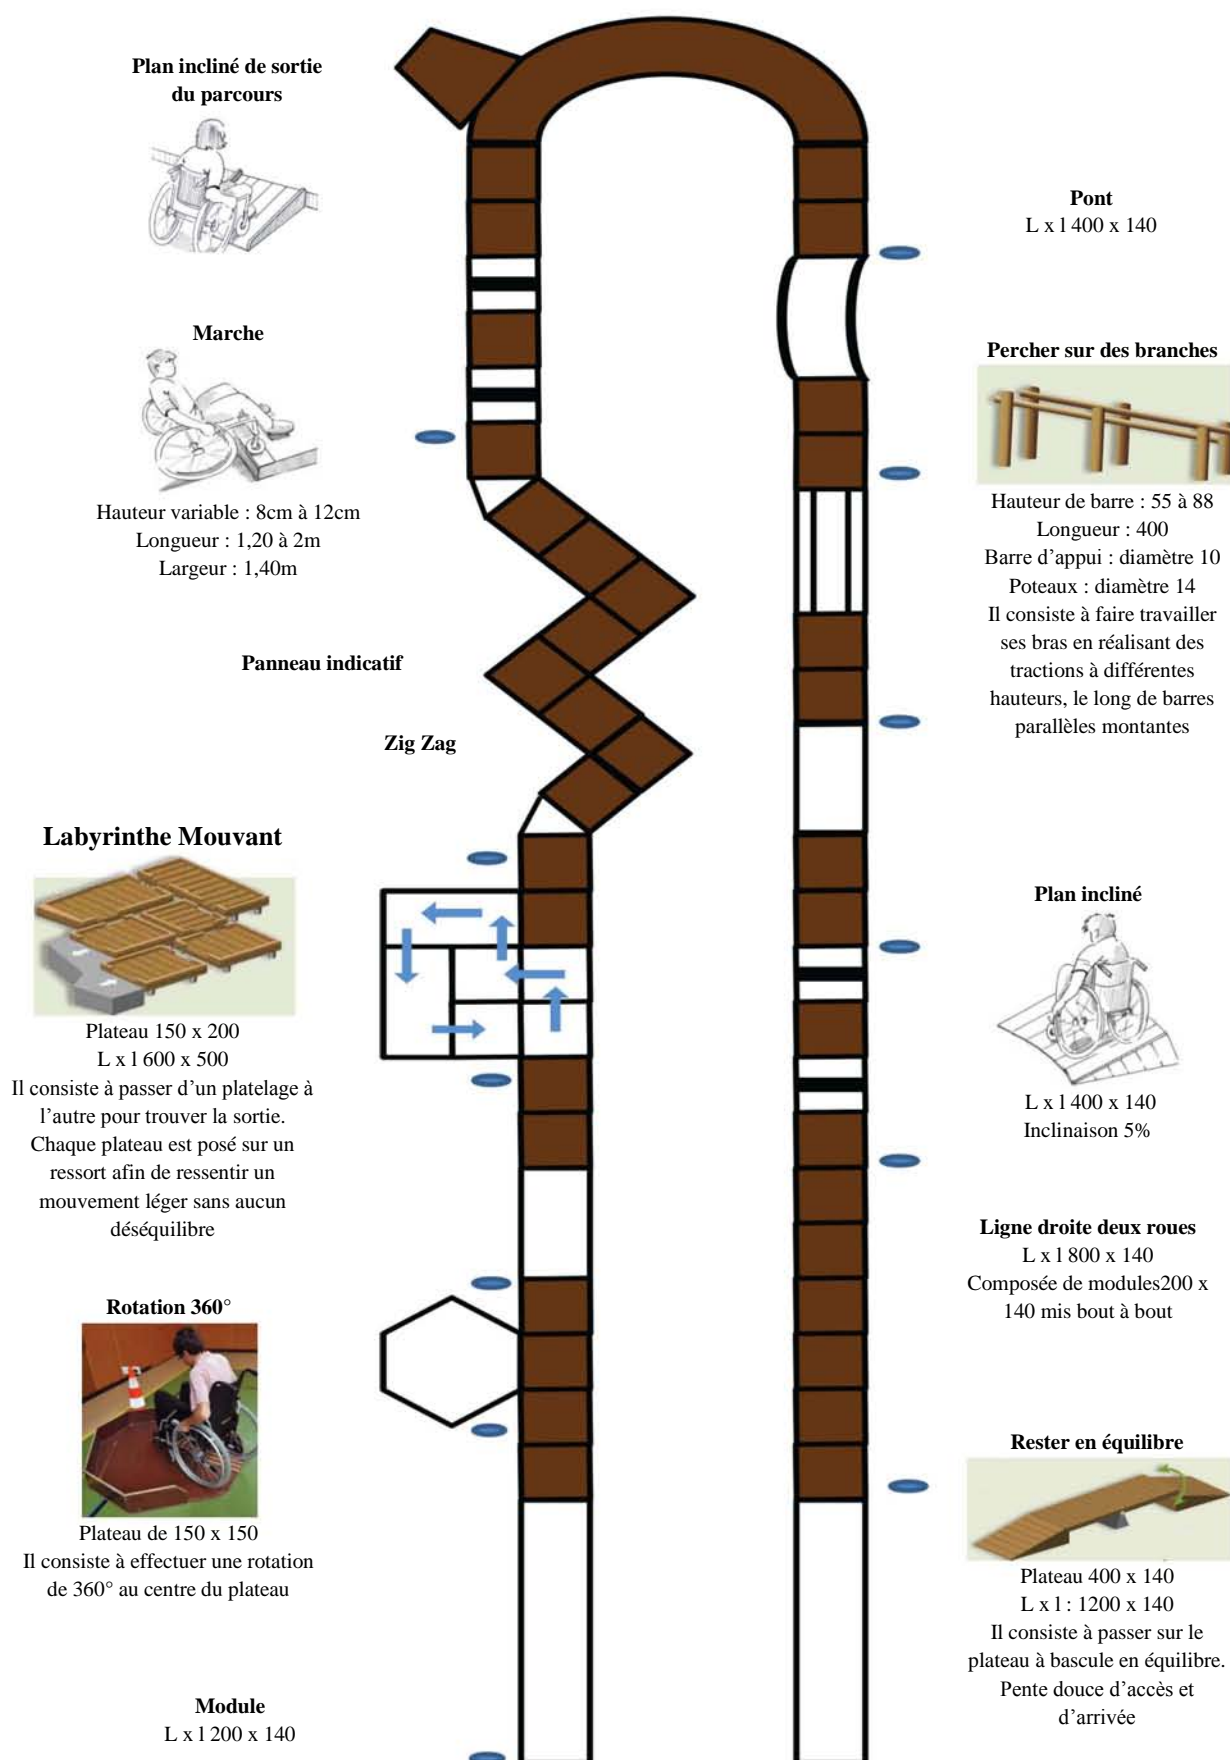 Plan incliné de sortie
du parcours
Marche
Hauteur variable : 8cm à 12cm
Longueur : 1,20 à 2m
Largeur : 1,40m
Panneau indicatif
Zig Zag
Labyrinthe Mouvant
Plateau 150 x 200
L x l 600 x 500
Il consiste à passer d’un platelage à
l’autre pour trouver la sortie.
Chaque plateau est posé sur un
ressort afin de ressentir un
mouvement léger sans aucun
déséquilibre
Rotation 360°
Plateau de 150 x 150
Il consiste à effectuer une rotation
de 360° au centre du plateau
Module
L x l 200 x 140
Pont
L x l 400 x 140
Percher sur des branches
Hauteur de barre : 55 à 88
Longueur : 400
Barre d’appui : diamètre 10
Poteaux : diamètre 14
Il consiste à faire travailler
ses bras en réalisant des
tractions à différentes
hauteurs, le long de barres
parallèles montantes
Plan incliné
L x l 400 x 140
Inclinaison 5%
Ligne droite deux roues
L x l 800 x 140
Composée de modules200 x
140 mis bout à bout
Rester en équilibre
Plateau 400 x 140
L x l : 1200 x 140
Il consiste à passer sur le
plateau à bascule en équilibre.
Pente douce d’accès et
d’arrivée